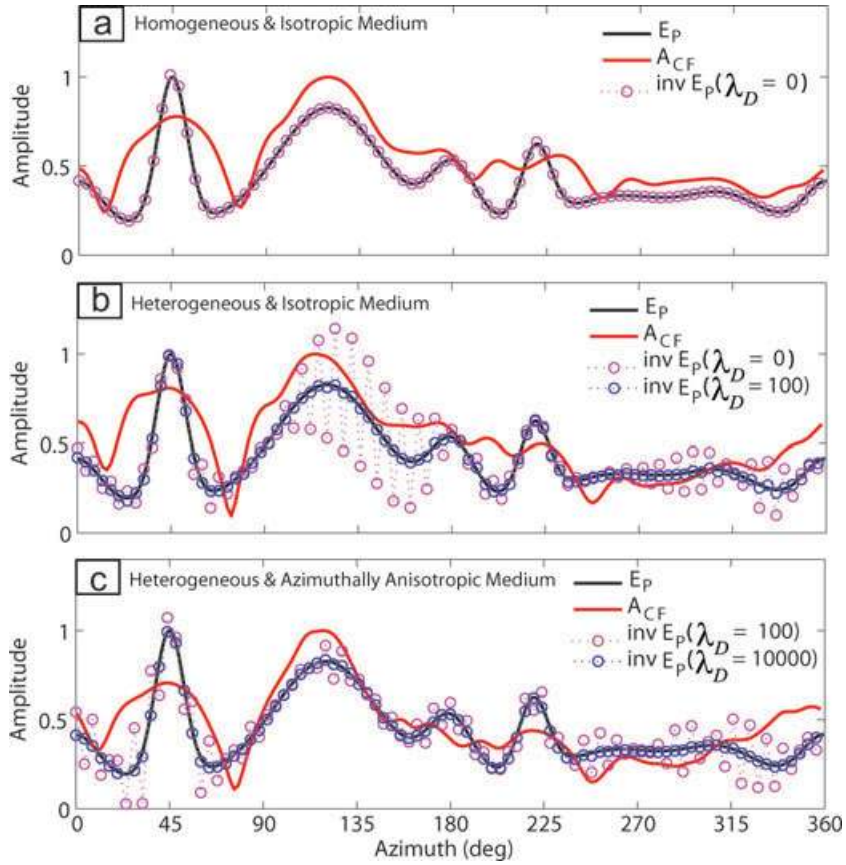 a Homogeneous & Isotropic Medium
E_P
A_CF
inv E_P(λ_D = 0)
Amplitude
1
0.5
0
b Heterogeneous & Isotropic Medium
E_P
A_CF
inv E_P(λ_D = 0)
inv E_P(λ_D = 100)
Amplitude
1
0.5
0
c Heterogeneous & Azimuthally Anisotropic Medium
E_P
A_CF
inv E_P(λ_D = 100)
inv E_P(λ_D = 10000)
Amplitude
1
0.5
0
0 45 90 135 180 225 270 315 360
Azimuth (deg)